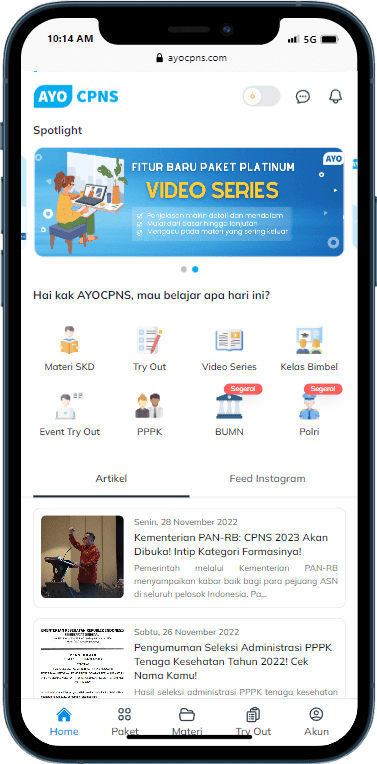 10:14 AM
5G
ayocpns.com
AYO CPNS
Spotlight
AYO
FITUR BARU PAKET PLATINUM
VIDEO SERIES
Penjelasan makin detail dan mendalam
Mulai dari dasar hingga lanjutan
Mengacu pada materi yang sering keluar
Hai kak AYOCPNS, mau belajar apa hari ini?
Materi SKD
Try Out
Video Series
Kelas Bimbel
Segera!
Segera!
Event Try Out
PPPK
BUMN
Polri
Artikel
Feed Instagram
Senin, 28 November 2022
Kementerian PAN-RB: CPNS 2023 Akan
Dibuka! Intip Kategori Formasinya!
Pemerintah melalui Kementerian PAN-RB
menyampaikan kabar baik bagi para pejuang ASN
di seluruh pelosok Indonesia. Pa...
Sabtu, 26 November 2022
Pengumuman Seleksi Administrasi PPPK
Tenaga Kesehatan Tahun 2022! Cek
Nama Kamu!
Hasil seleksi administrasi PPPK tenaga kesehatan
Home
Paket
Materi
Try Out
Akun